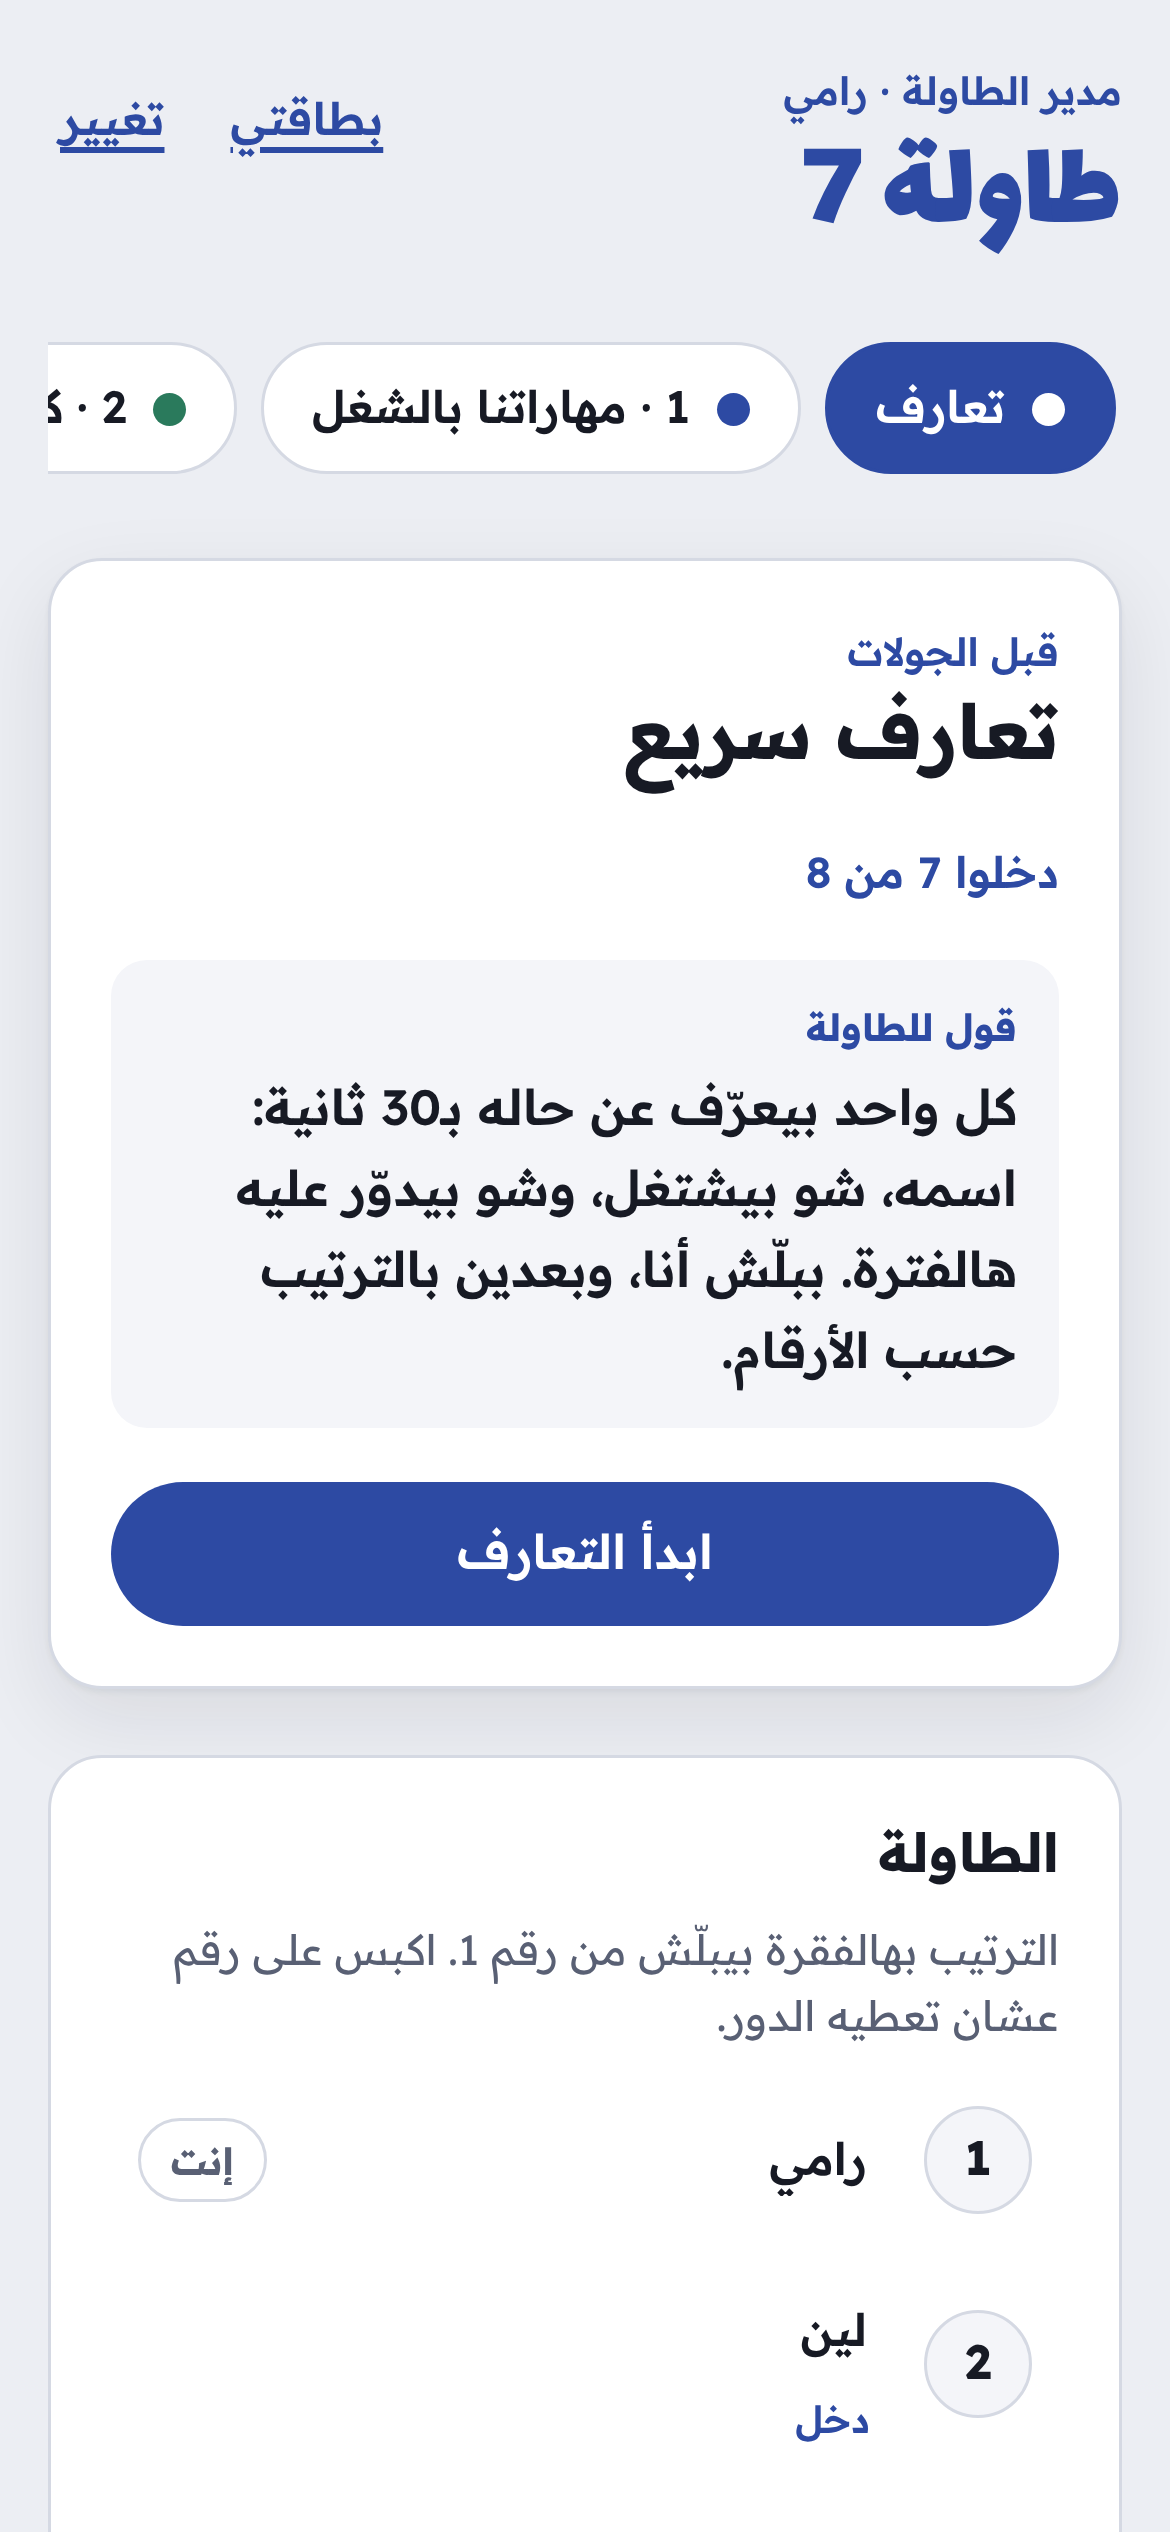 مدير الطاولة · رامي
طاولة 7
بطاقتي
تغيير
تعارف
1 · مهاراتنا بالشغل
2 ·
قبل الجولات
تعارف سريع
دخلوا 7 من 8
قول للطاولة
كل واحد بيعرّف عن حاله بـ30 ثانية:
اسمه، شو بيشتغل، وشو بيدوّر عليه
هالفترة. ببلّش أنا، وبعدين بالترتيب
حسب الأرقام.
ابدأ التعارف
الطاولة
الترتيب بهالفقرة بيبلّش من رقم 1. اكبس على رقم
عشان تعطيه الدور.
1
رامي
إنت
2
لين
دخل